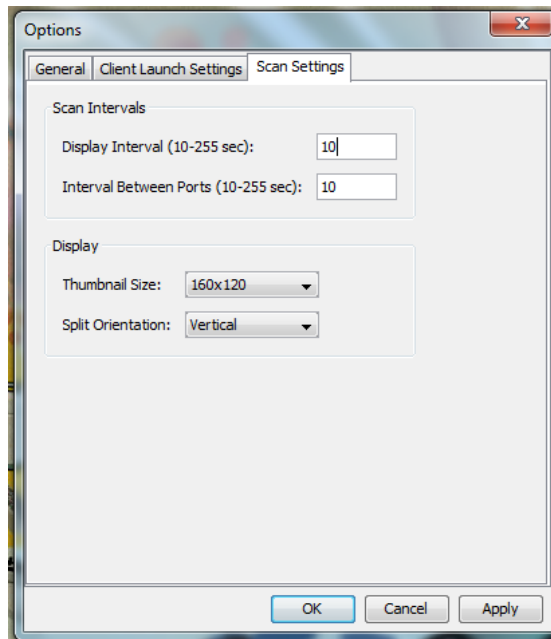 Options
General Client Launch Settings Scan Settings
Scan Intervals
Display Interval (10-255 sec): 10
Interval Between Ports (10-255 sec): 10
Display
Thumbnail Size: 160x120
Split Orientation: Vertical
OK Cancel Apply